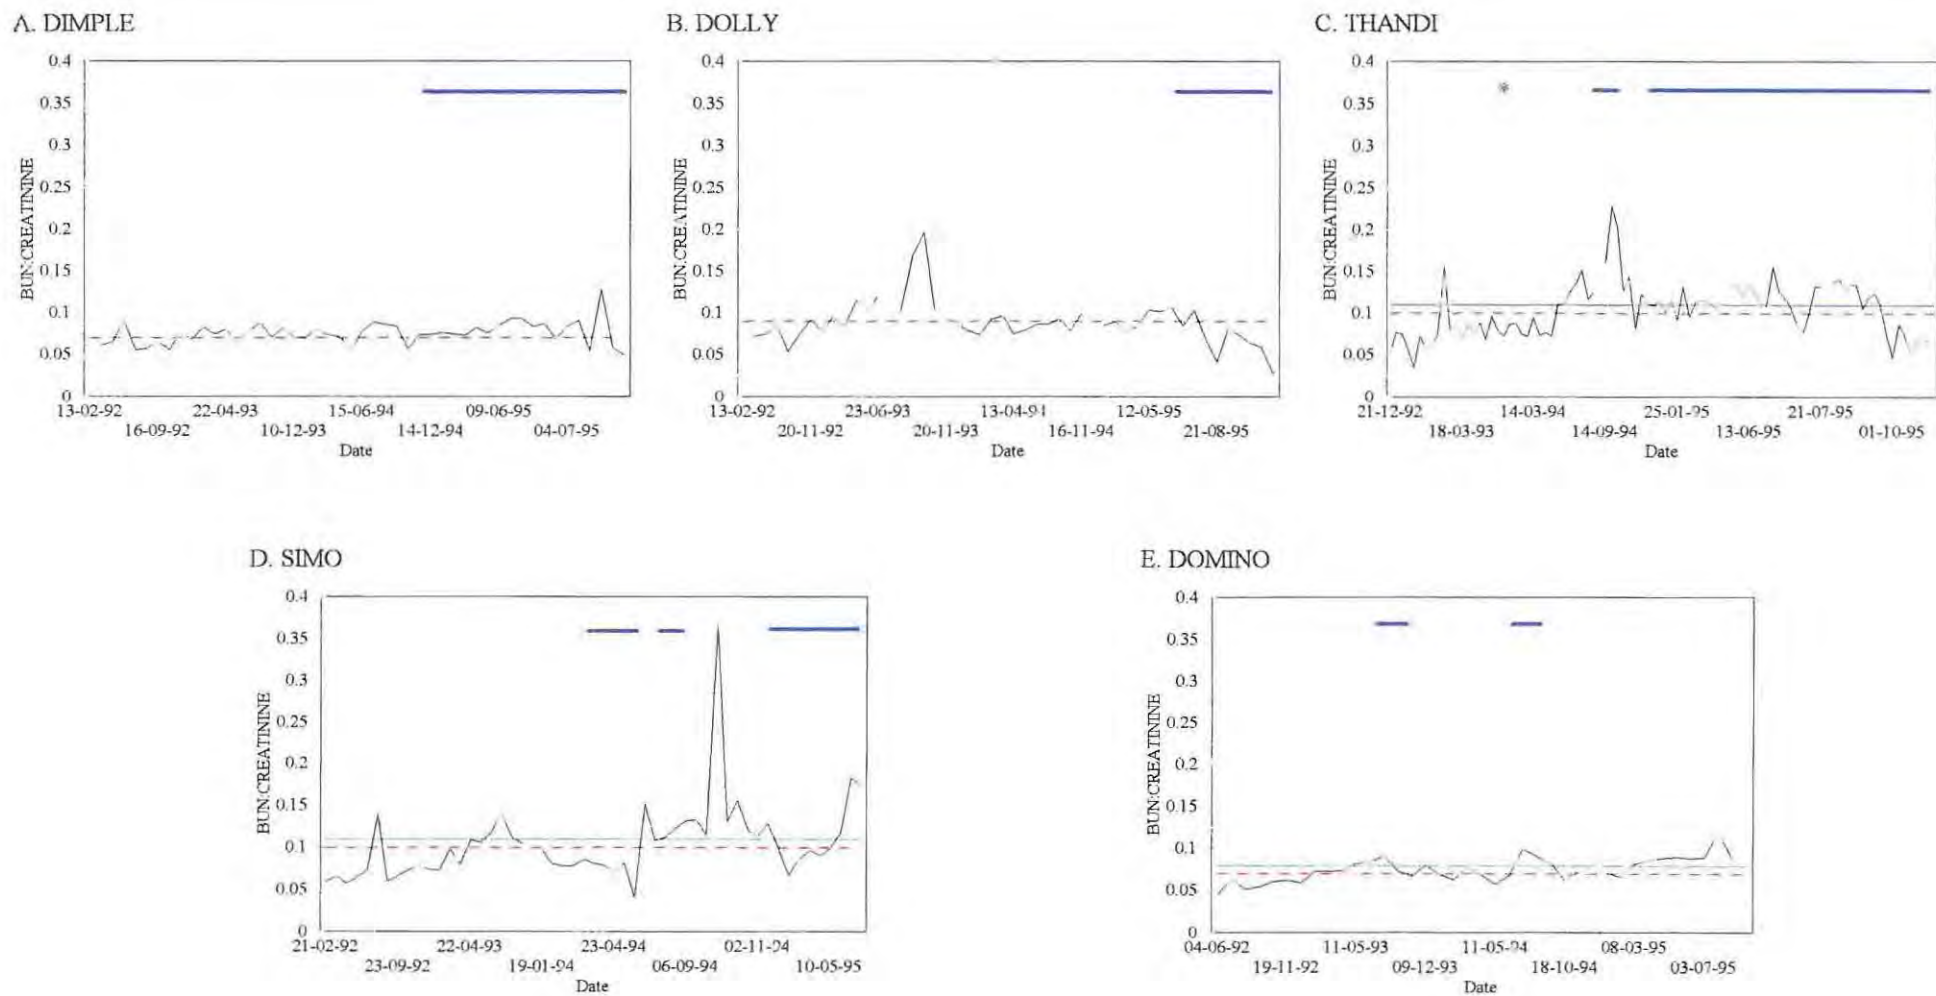 A. DIMPLE
0.4
0.35
0.3
0.25
0.2
0.15
0.1
0.05
0
BUN:CREATININE
13-02-92 22-04-93 15-06-94 09-06-95
16-09-92 10-12-93 14-12-94 04-07-95
Date
B. DOLLY
0.4
0.35
0.3
0.25
0.2
0.15
0.1
0.05
0
BUN:CREATININE
13-02-92 23-06-93 13-04-91 12-05-95
20-11-92 20-11-93 16-11-94 21-08-95
Date
C. THANDI
0.4
0.35
0.3
0.25
0.2
0.15
0.1
0.05
0
BUN:CREATININE
*
21-12-92 14-03-94 25-01-95 21-07-95
18-03-93 14-09-94 13-06-95 01-10-95
Date
D. SIMO
0.4
0.35
0.3
0.25
0.2
0.15
0.1
0.05
0
BUN:CREATININE
21-02-92 22-04-93 23-04-94 02-11-94
23-09-92 19-01-94 06-09-94 10-05-95
Date
E. DOMINO
0.4
0.35
0.3
0.25
0.2
0.15
0.1
0.05
0
BUN:CREATININE
04-06-92 11-05-93 11-05-94 08-03-95
19-11-92 09-12-93 18-10-94 03-07-95
Date